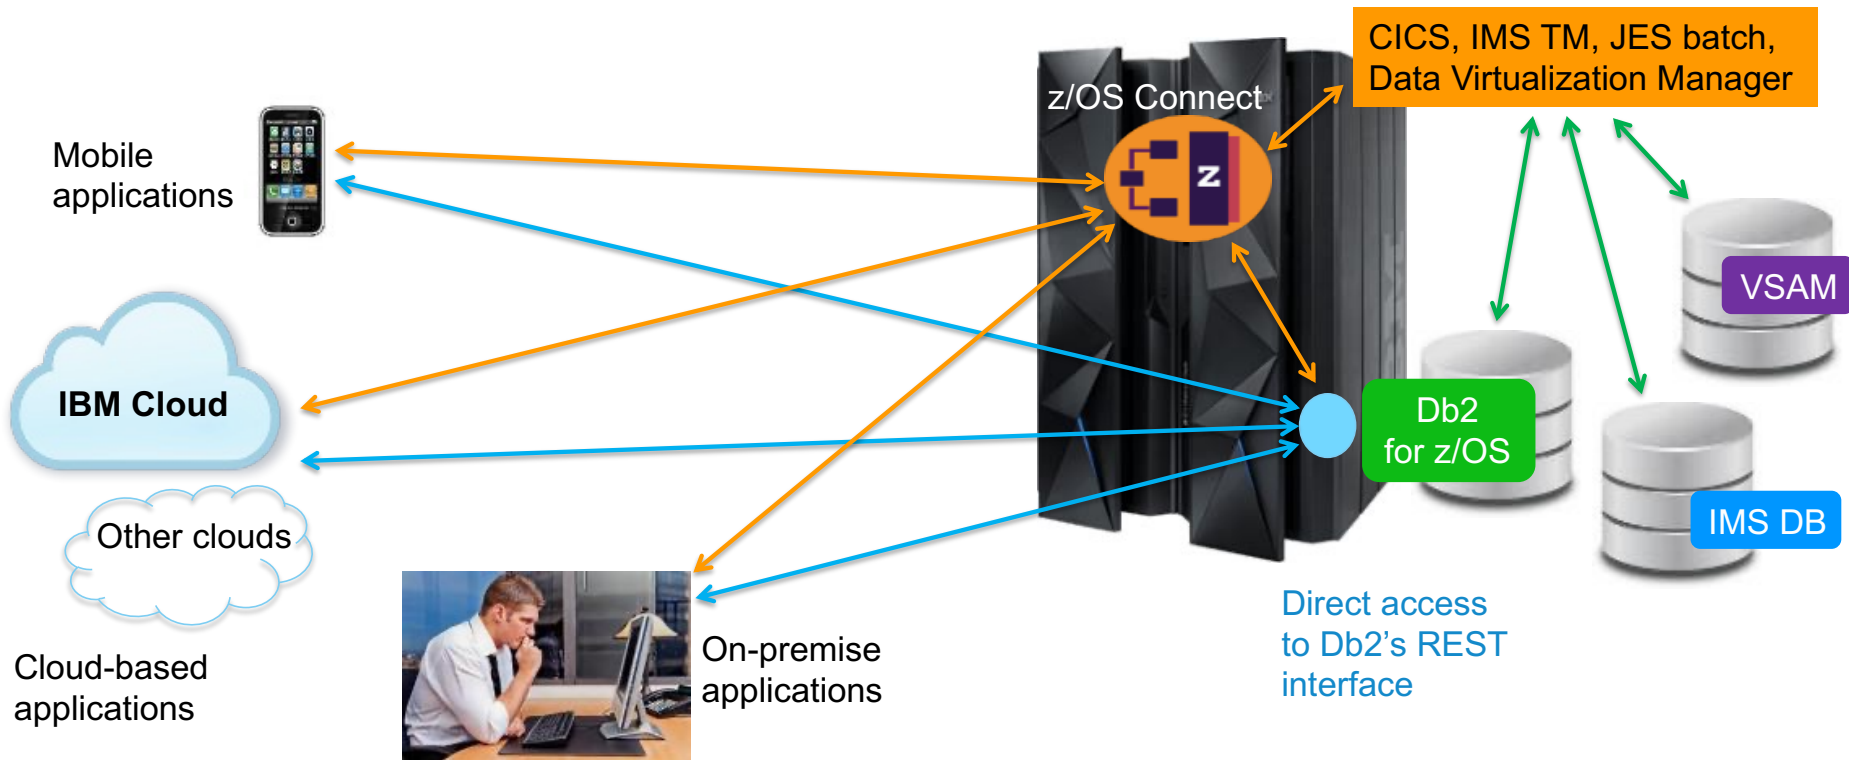 CICS, IMS TM, JES batch,
Data Virtualization Manager
z/OS Connect
z
Mobile
applications
VSAM
IBM Cloud
Db2
for z/OS
IMS DB
Other clouds
Direct access
to Db2’s REST
interface
On-premise
applications
Cloud-based
applications